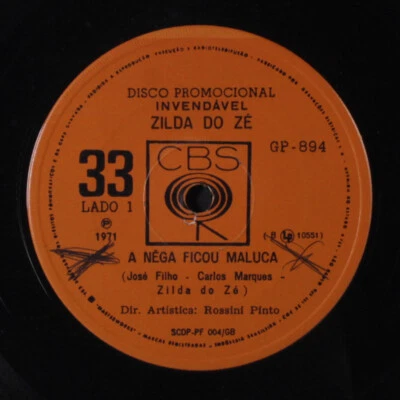 DISCO PROMOCIONAL
INVENDÁVEL
ZILDA DO ZÉ
33
CBS
GP-894
LADO 1
℗
1971
(B 10551)
A NÊGA FICOU MALUCA
(José Filho - Carlos Marques -
Zilda do Zé)
Dir. Artística: Rossini Pinto
SCDP-PF 004/GB